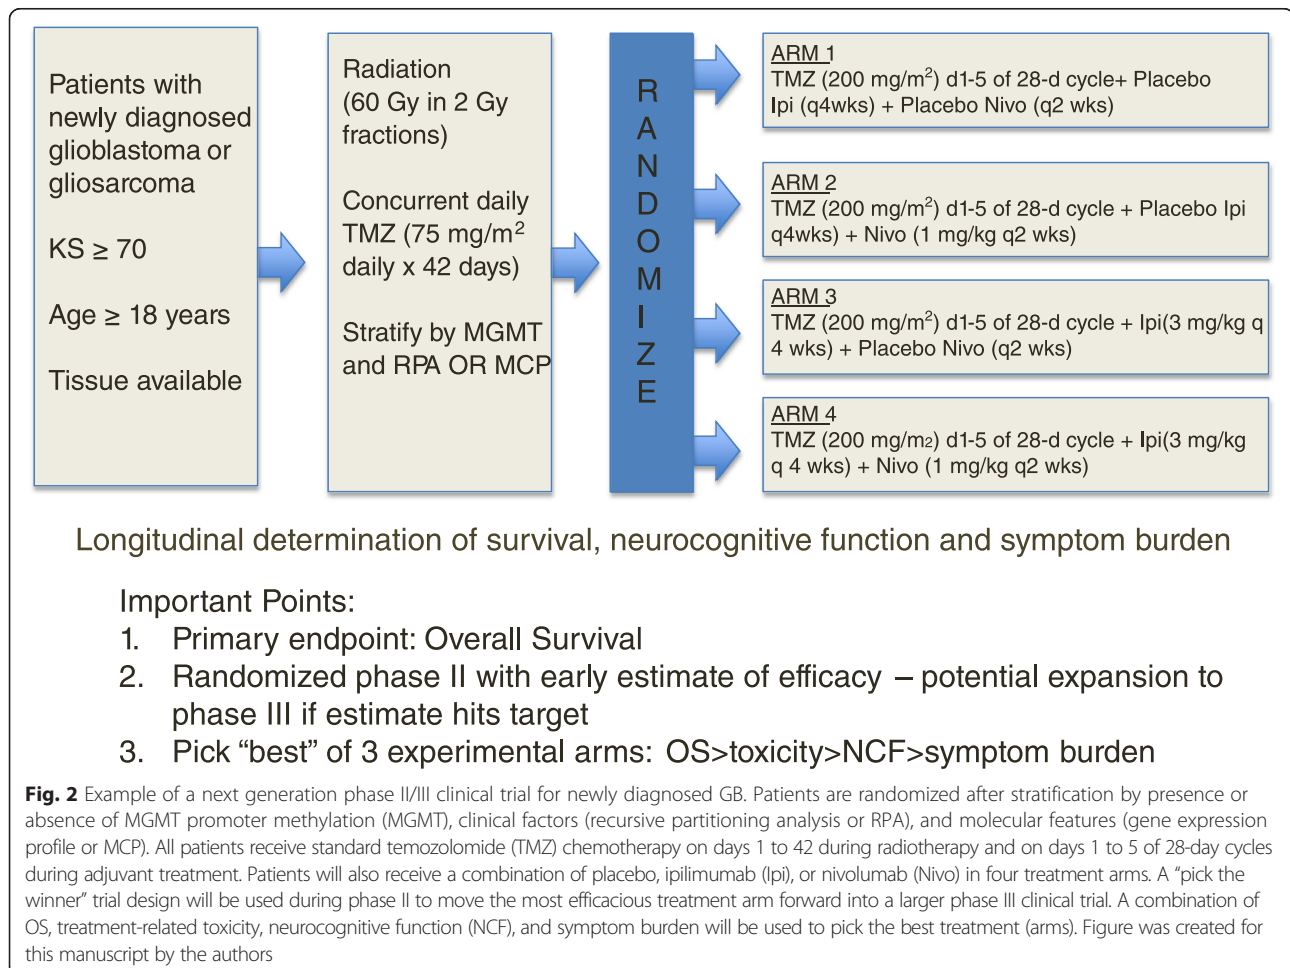 Patients with
newly diagnosed
glioblastoma or
gliosarcoma
KS ≥ 70
Age ≥ 18 years
Tissue available
Radiation
(60 Gy in 2 Gy
fractions)
Concurrent daily
TMZ (75 mg/m²
daily x 42 days)
Stratify by MGMT
and RPA OR MCP
RANDOMIZE
ARM 1
TMZ (200 mg/m²) d1-5 of 28-d cycle+ Placebo
Ipi (q4wks) + Placebo Nivo (q2 wks)
ARM 2
TMZ (200 mg/m²) d1-5 of 28-d cycle + Placebo Ipi
q4wks) + Nivo (1 mg/kg q2 wks)
ARM 3
TMZ (200 mg/m²) d1-5 of 28-d cycle + Ipi(3 mg/kg q
4 wks) + Placebo Nivo (q2 wks)
ARM 4
TMZ (200 mg/m₂) d1-5 of 28-d cycle + Ipi(3 mg/kg
q 4 wks) + Nivo (1 mg/kg q2 wks)
Longitudinal determination of survival, neurocognitive function and symptom burden
Important Points:
1. Primary endpoint: Overall Survival
2. Randomized phase II with early estimate of efficacy – potential expansion to
phase III if estimate hits target
3. Pick “best” of 3 experimental arms: OS>toxicity>NCF>symptom burden
Fig. 2 Example of a next generation phase II/III clinical trial for newly diagnosed GB. Patients are randomized after stratification by presence or
absence of MGMT promoter methylation (MGMT), clinical factors (recursive partitioning analysis or RPA), and molecular features (gene expression
profile or MCP). All patients receive standard temozolomide (TMZ) chemotherapy on days 1 to 42 during radiotherapy and on days 1 to 5 of 28-day cycles
during adjuvant treatment. Patients will also receive a combination of placebo, ipilimumab (Ipi), or nivolumab (Nivo) in four treatment arms. A “pick the
winner” trial design will be used during phase II to move the most efficacious treatment arm forward into a larger phase III clinical trial. A combination of
OS, treatment-related toxicity, neurocognitive function (NCF), and symptom burden will be used to pick the best treatment (arms). Figure was created for
this manuscript by the authors